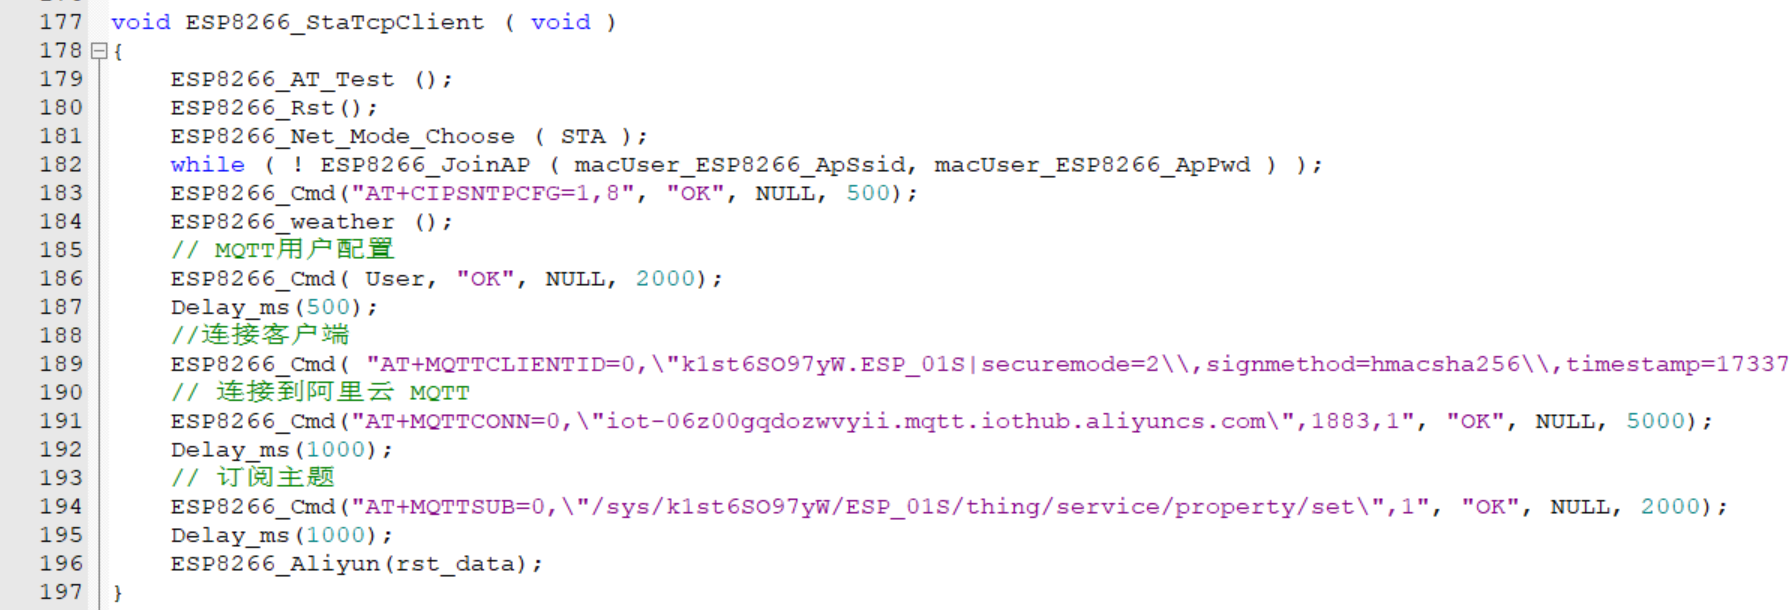 177 void ESP8266_StaTcpClient ( void )
178 {
179 ESP8266_AT_Test ();
180 ESP8266_Rst();
181 ESP8266_Net_Mode_Choose ( STA );
182 while ( ! ESP8266_JoinAP ( macUser_ESP8266_ApSsid, macUser_ESP8266_ApPwd ) );
183 ESP8266_Cmd("AT+CIPSNTPCFG=1,8", "OK", NULL, 500);
184 ESP8266_weather ();
185 // MQTT用户配置
186 ESP8266_Cmd( User, "OK", NULL, 2000);
187 Delay_ms(500);
188 //连接客户端
189 ESP8266_Cmd( "AT+MQTTCLIENTID=0,\"k1st6SO97yW.ESP_01S|securemode=2\\,signmethod=hmacsha256\\,timestamp=17337
190 // 连接到阿里云 MQTT
191 ESP8266_Cmd("AT+MQTTCONN=0,\"iot-06z00gqdozwvyii.mqtt.iothub.aliyuncs.com\",1883,1", "OK", NULL, 5000);
192 Delay_ms(1000);
193 // 订阅主题
194 ESP8266_Cmd("AT+MQTTSUB=0,\"/sys/k1st6SO97yW/ESP_01S/thing/service/property/set\",1", "OK", NULL, 2000);
195 Delay_ms(1000);
196 ESP8266_Aliyun(rst_data);
197 }